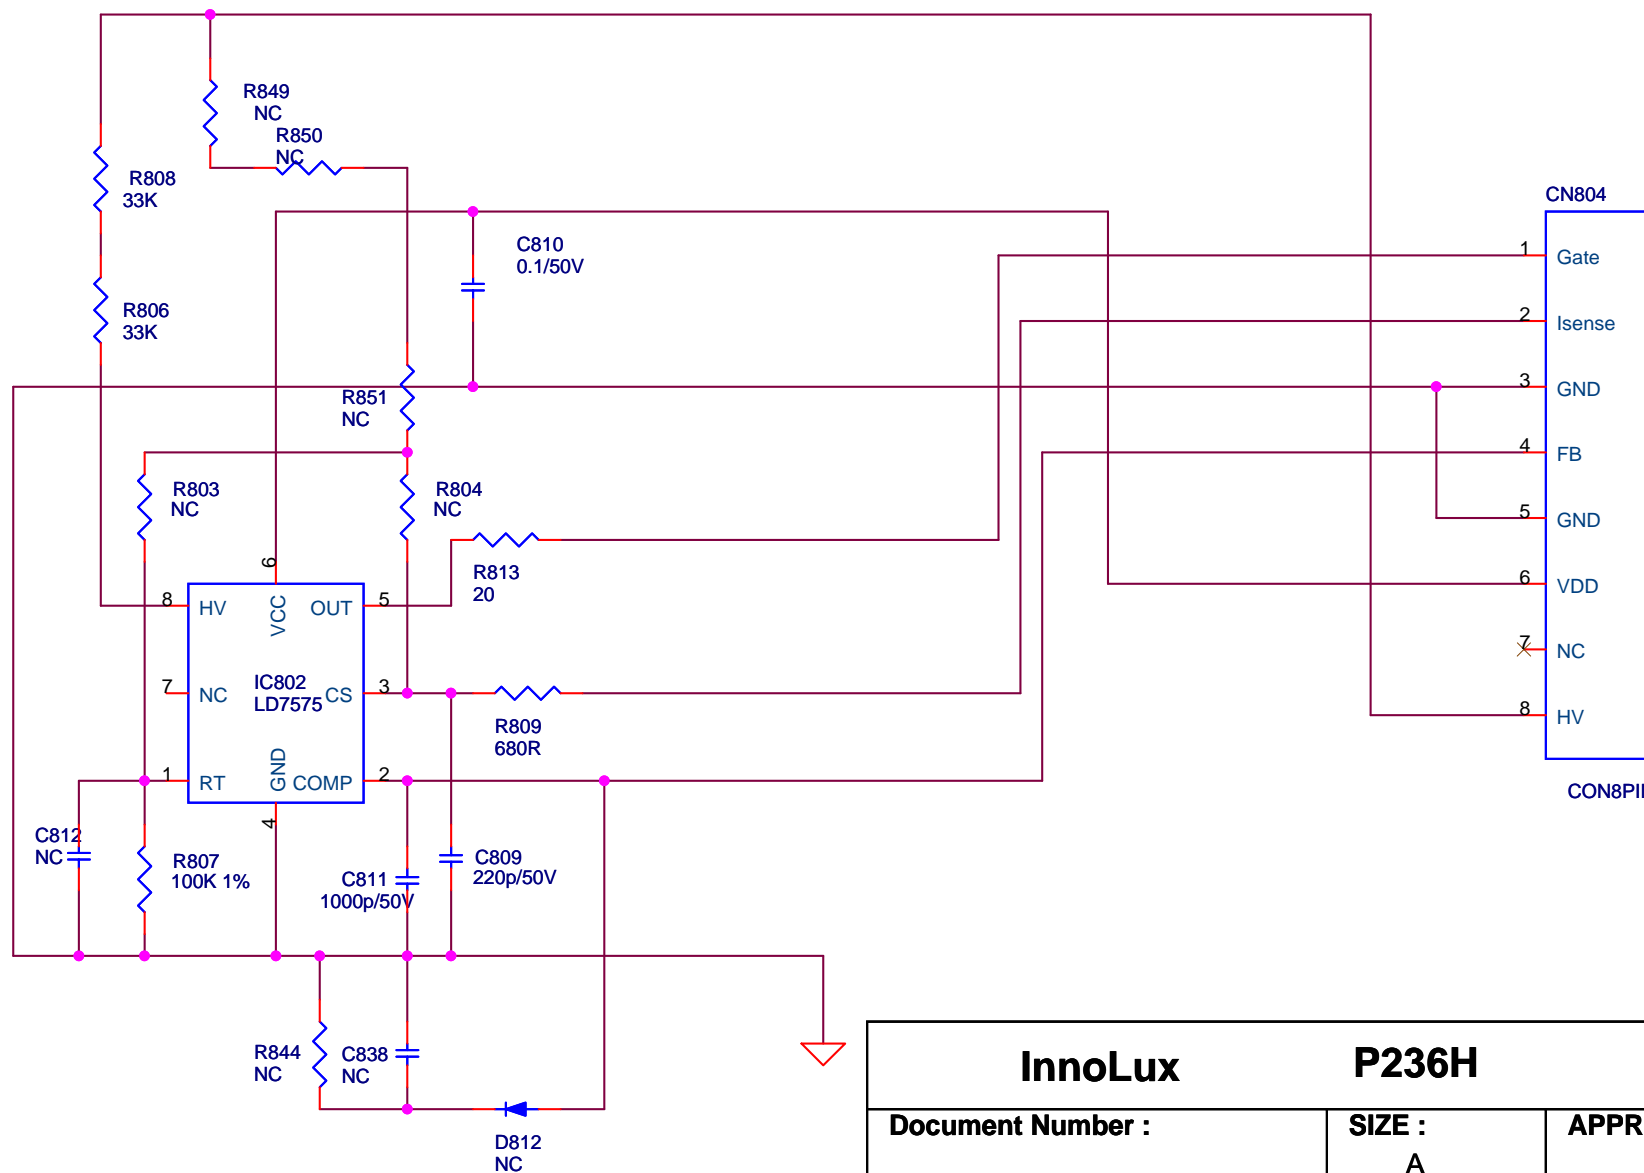 R849
NC
R850
NC
R808
33K
CN804
C810
0.1/50V
1
Gate
R806
33K
2
Isense
3
GND
R851
NC
4
FB
R803
NC
R804
NC
5
GND
6
R813
20
6
VDD
8
HV
VCC
OUT
5
7
NC
7
NC
IC802
LD7575
CS
3
8
HV
R809
680R
1
RT
GND
COMP
2
4
CON8PI
C812
NC
R807
100K 1%
C811
1000p/50V
C809
220p/50V
R844
NC
C838
NC
InnoLux
P236H
D812
NC
Document Number :
SIZE :
A
APPR